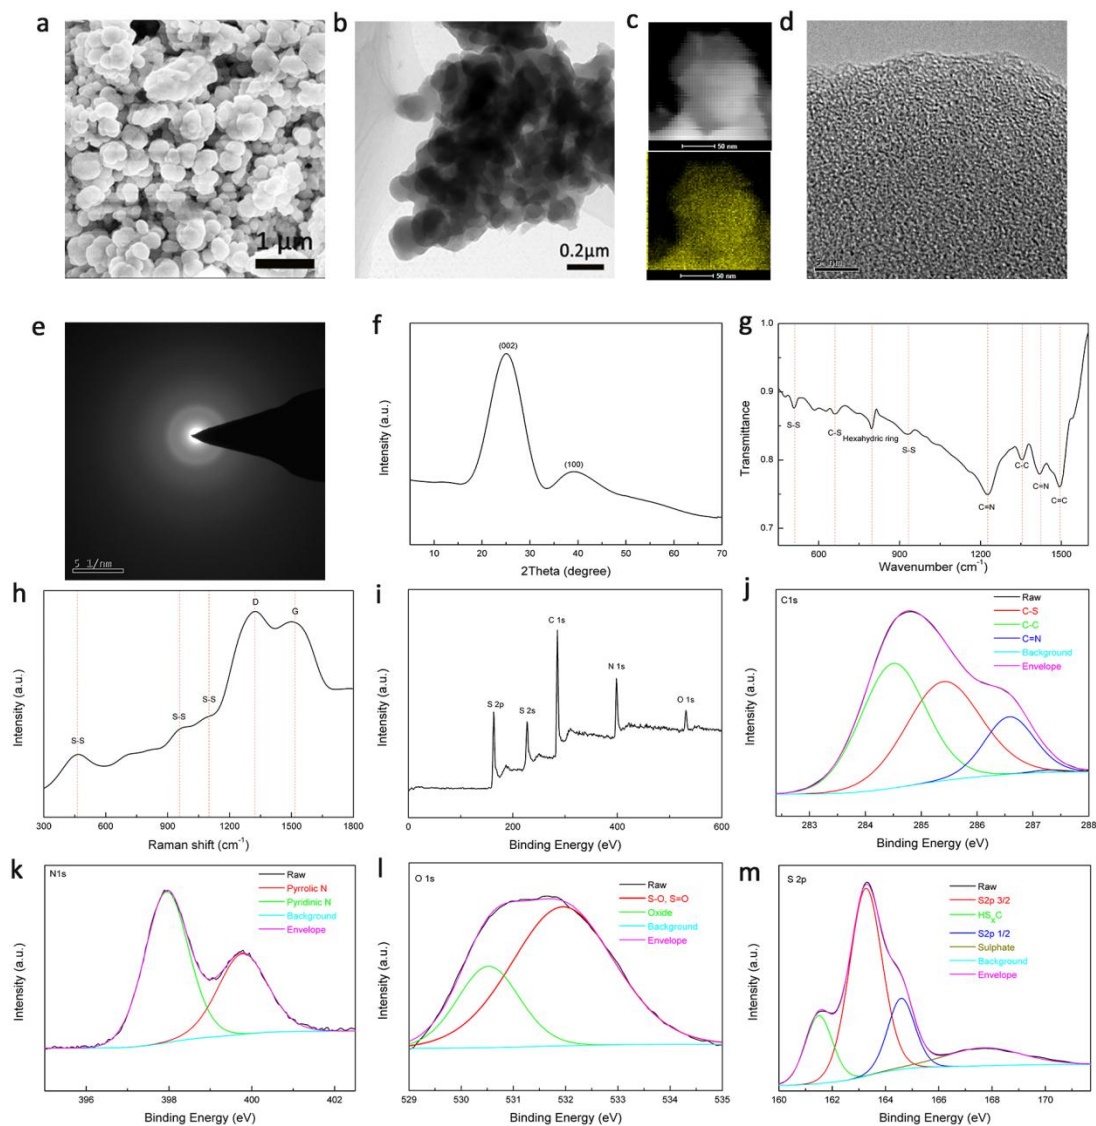 a
1 μm
b
0.2μm
c
50 nm
50 nm
d
e
5 1/nm
f
(002)
(100)
Intensity (a.u.)
0 10 20 30 40 50 60 70
2Theta (degree)
g
1.0
0.9
0.8
0.7
Transmittance
S-S
C-S
Hexahydric ring
S-S
C=N
C-C
C=N
C=C
600 900 1200 1500
Wavenumber (cm-1)
h
D
G
S-S
S-S
S-S
Intensity (a.u.)
300 600 900 1200 1500 1800
Raman shift (cm-1)
i
C 1s
N 1s
S 2p
S 2s
O 1s
Intensity (a.u.)
0 200 400 600
Binding Energy (eV)
j
C1s
Raw
C-S
C-C
C=N
Background
Envelope
Intensity (a.u.)
283 284 285 286 287 288
Binding Energy (eV)
k
N1s
Raw
Pyrrolic N
Pyridinic N
Background
Envelope
Intensity (a.u.)
396 398 400 402
Binding Energy (eV)
l
O 1s
Raw
S-O, S=O
Oxide
Background
Envelope
Intensity (a.u.)
529 530 531 532 533 534 535
Binding Energy (eV)
m
S 2p
Raw
S2p 3/2
HSxC
S2p 1/2
Sulphate
Background
Envelope
Intensity (a.u.)
160 162 164 166 168 170
Binding Energy (eV)